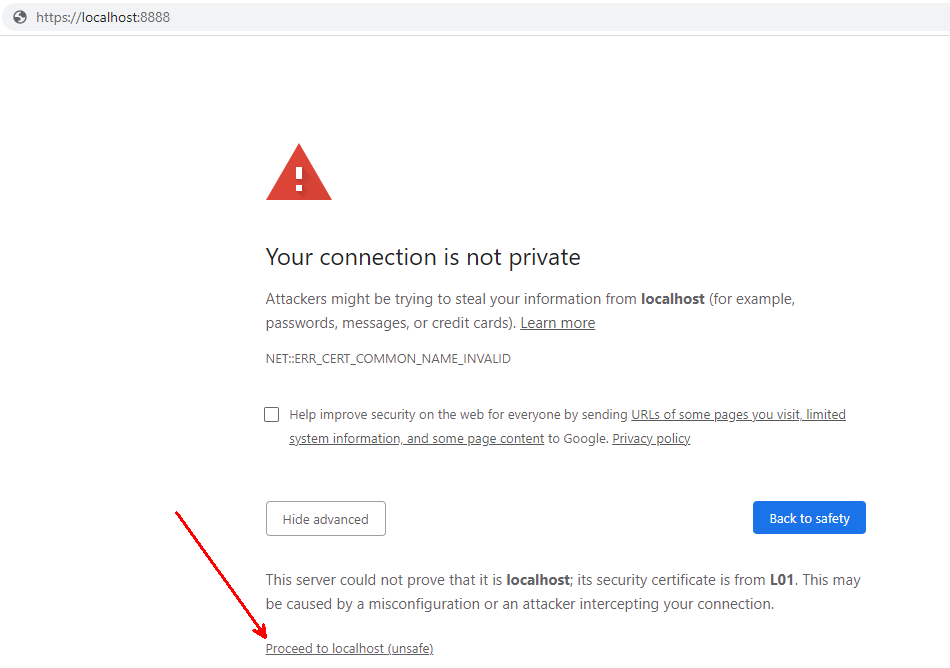 https://localhost:8888
Your connection is not private
Attackers might be trying to steal your information from localhost (for example,
passwords, messages, or credit cards). Learn more
NET::ERR_CERT_COMMON_NAME_INVALID
Help improve security on the web for everyone by sending URLs of some pages you visit, limited
system information, and some page content to Google. Privacy policy
Hide advanced
Back to safety
This server could not prove that it is localhost; its security certificate is from L01. This may
be caused by a misconfiguration or an attacker intercepting your connection.
Proceed to localhost (unsafe)